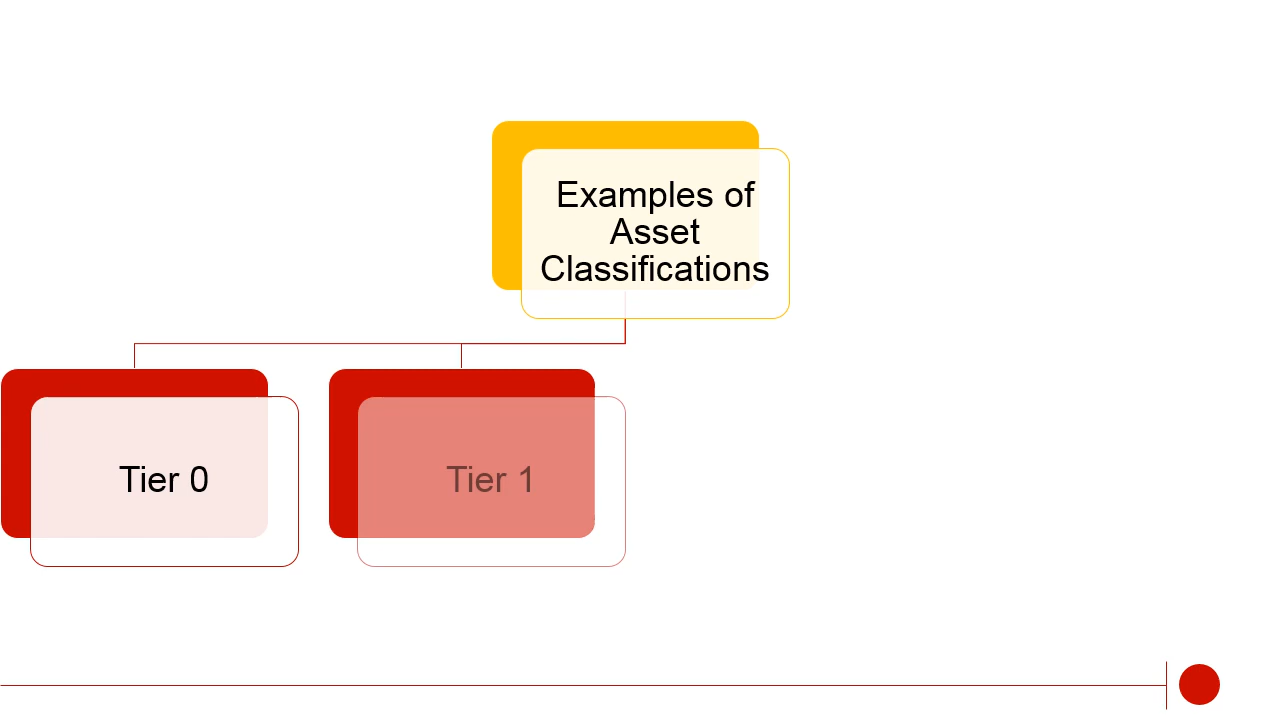 Examples of
Asset
Classifications
Tier 0
Tier 1